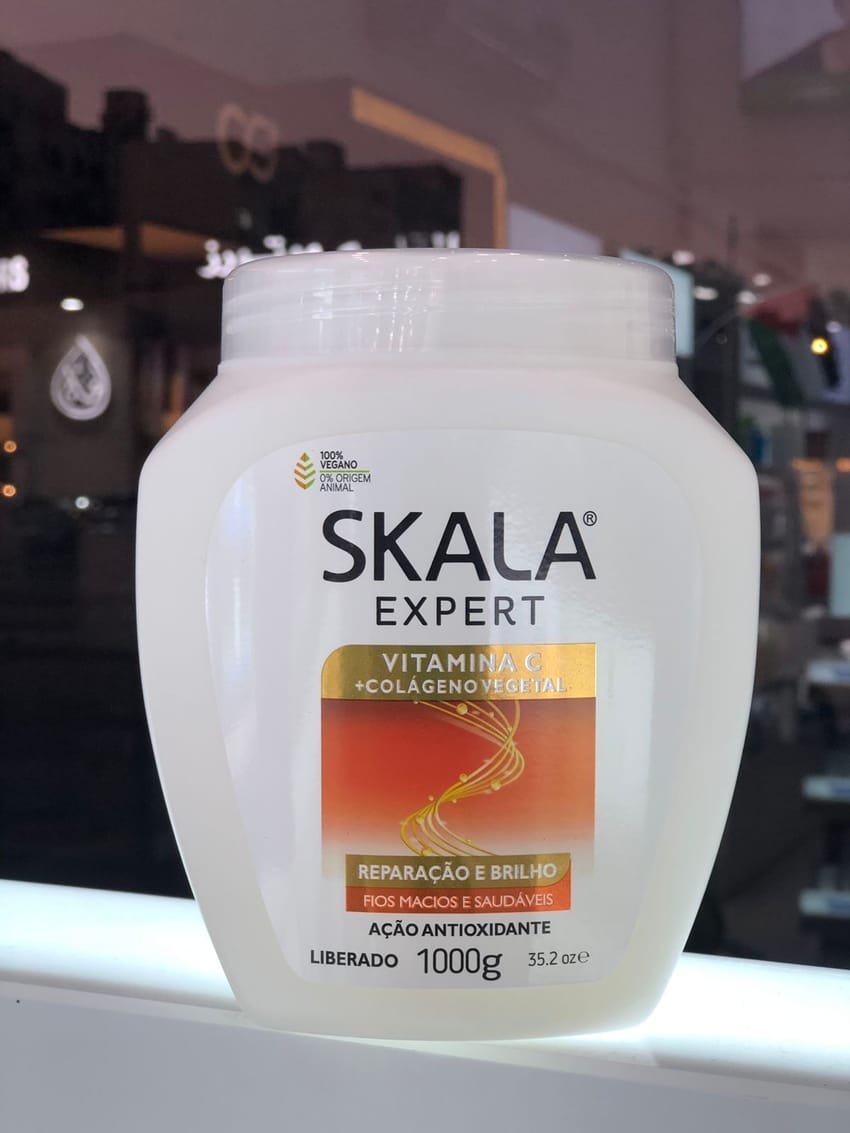 100%
VEGANO
0% ORIGEM
ANIMAL
SKALA®
EXPERT
VITAMINA C
+COLÁGENO VEGETAL
REPARAÇÃO E BRILHO
FIOS MACIOS E SAUDÁVEIS
AÇÃO ANTIOXIDANTE
LIBERADO 1000g 35.2 oz℮